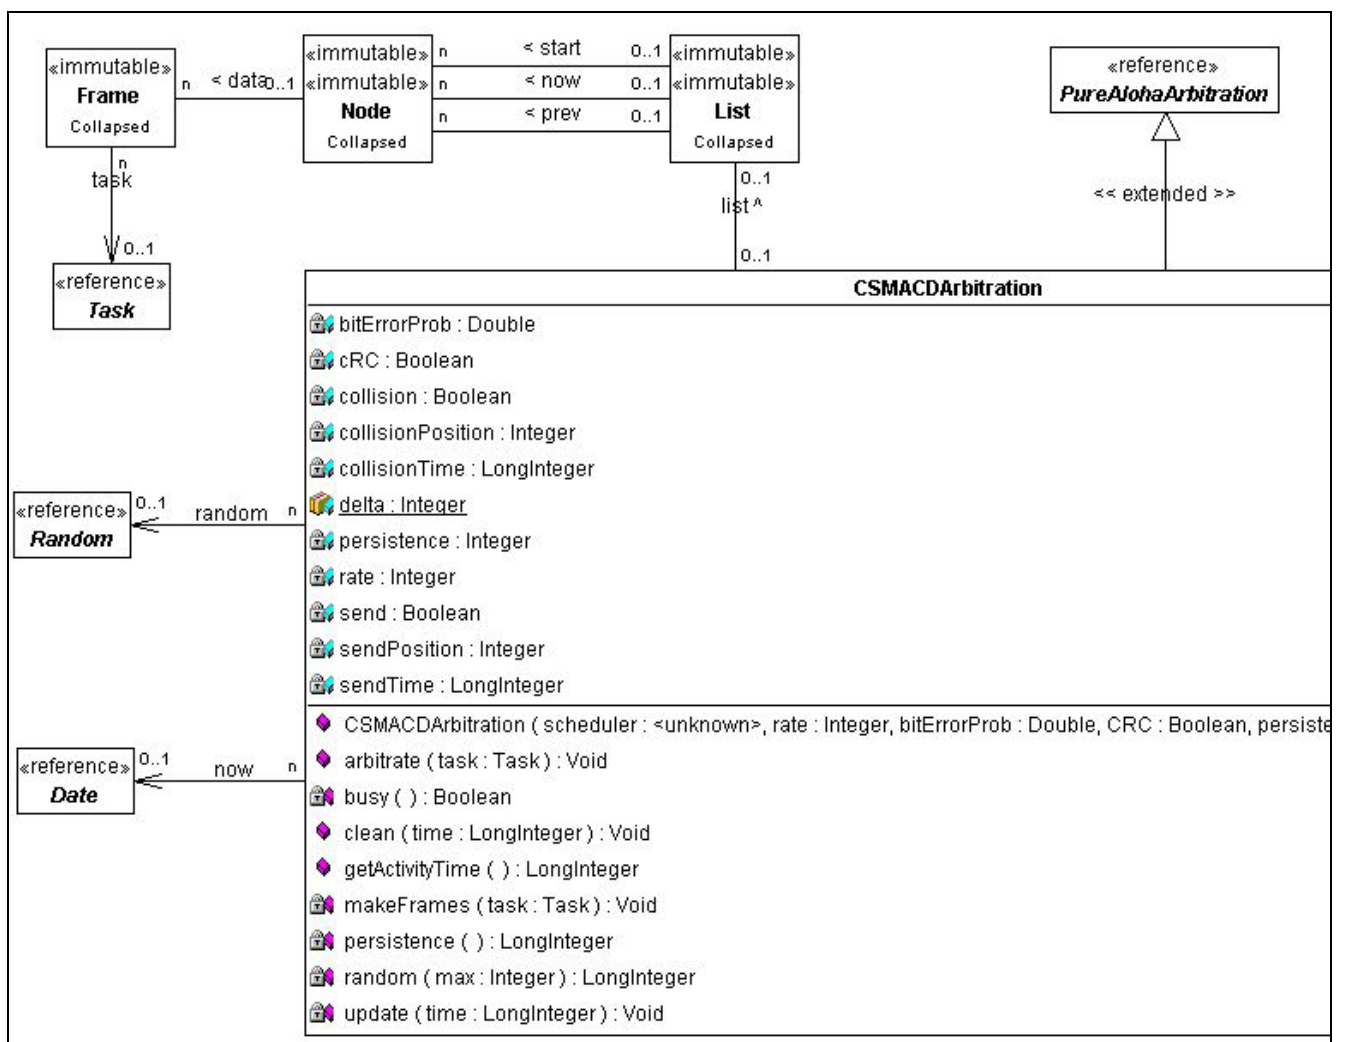 «immutable»
Frame
Collapsed
n
< data
0..1
«immutable»
«immutable»
Node
Collapsed
n
< start
0..1
n
< now
0..1
n
< prev
0..1
«immutable»
«immutable»
List
Collapsed
«reference»
PureAlohaArbitration
<< extended >>
n
task
0..1
«reference»
Task
0..1
list ^
0..1
CSMACDArbitration
bitErrorProb : Double
cRC : Boolean
collision : Boolean
collisionPosition : Integer
collisionTime : LongInteger
delta : Integer
persistence : Integer
rate : Integer
send : Boolean
sendPosition : Integer
sendTime : LongInteger
CSMACDArbitration ( scheduler : <unknown>, rate : Integer, bitErrorProb : Double, CRC : Boolean, persiste
arbitrate ( task : Task ) : Void
busy ( ) : Boolean
clean ( time : LongInteger ) : Void
getActivityTime ( ) : LongInteger
makeFrames ( task : Task ) : Void
persistence ( ) : LongInteger
random ( max : Integer ) : LongInteger
update ( time : LongInteger ) : Void
«reference»
Random
0..1
random
n
«reference»
Date
0..1
now
n